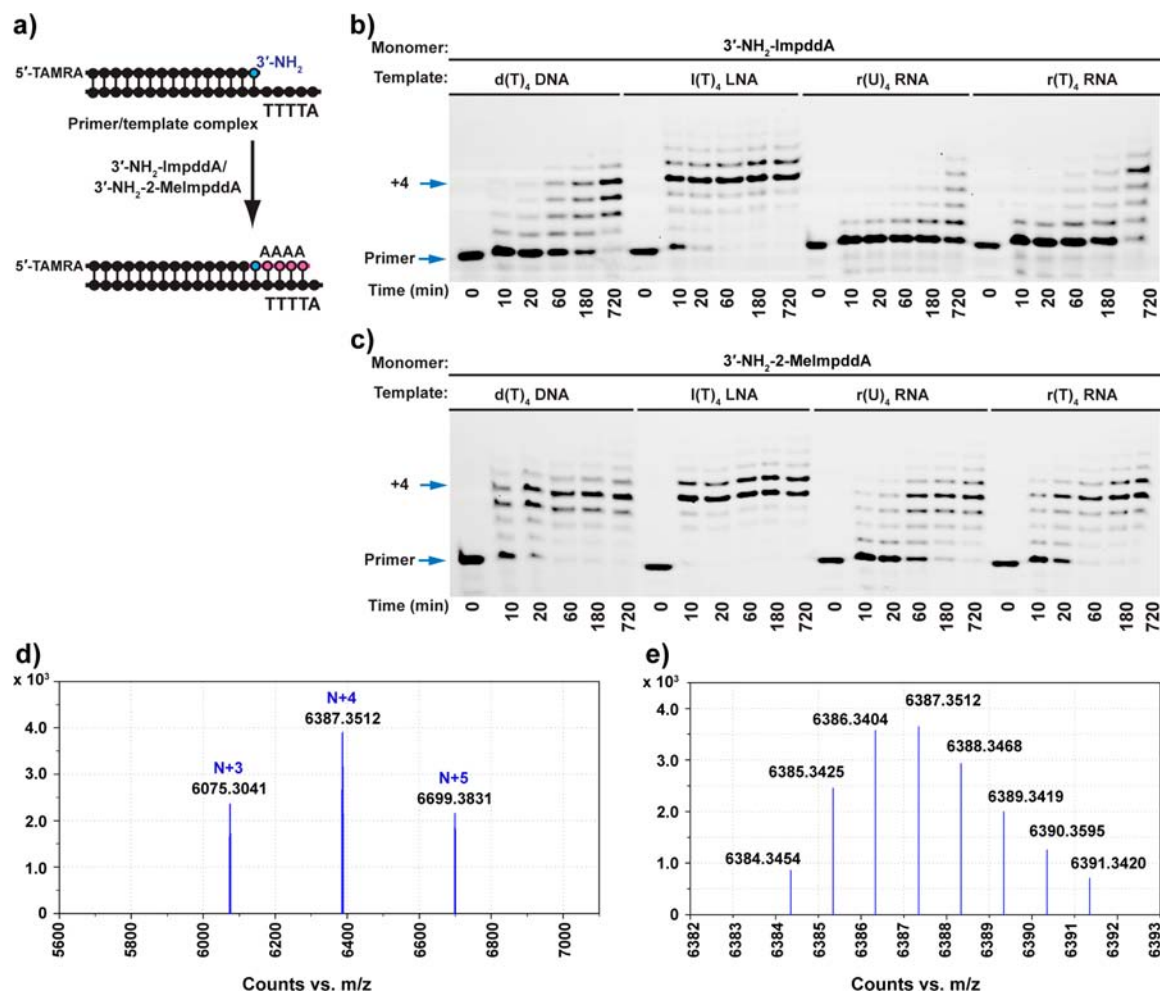 a)
3′-NH2
5′-TAMRA
TTTTA
Primer/template complex
3′-NH2-ImpddA/
3′-NH2-2-MeImpddA
AAAA
5′-TAMRA
TTTTA
b)
Monomer:
3′-NH2-ImpddA
Template:
d(T)4 DNA
l(T)4 LNA
r(U)4 RNA
r(T)4 RNA
+4
Primer
Time (min)
0 10 20 60 180 720 0 10 20 60 180 720 0 10 20 60 180 720 0 10 20 60 180 720
c)
Monomer:
3′-NH2-2-MeImpddA
Template:
d(T)4 DNA
l(T)4 LNA
r(U)4 RNA
r(T)4 RNA
+4
Primer
Time (min)
0 10 20 60 180 720 0 10 20 60 180 720 0 10 20 60 180 720 0 10 20 60 180 720
d)
x 10³
4.0
3.0
2.0
1.0
0
N+3
6075.3041
N+4
6387.3512
N+5
6699.3831
5600 5800 6000 6200 6400 6600 6800 7000
Counts vs. m/z
e)
x 10³
4.0
3.0
2.0
1.0
0
6384.3454
6385.3425
6386.3404
6387.3512
6388.3468
6389.3419
6390.3595
6391.3420
6382 6383 6384 6385 6386 6387 6388 6389 6390 6391 6392 6393
Counts vs. m/z